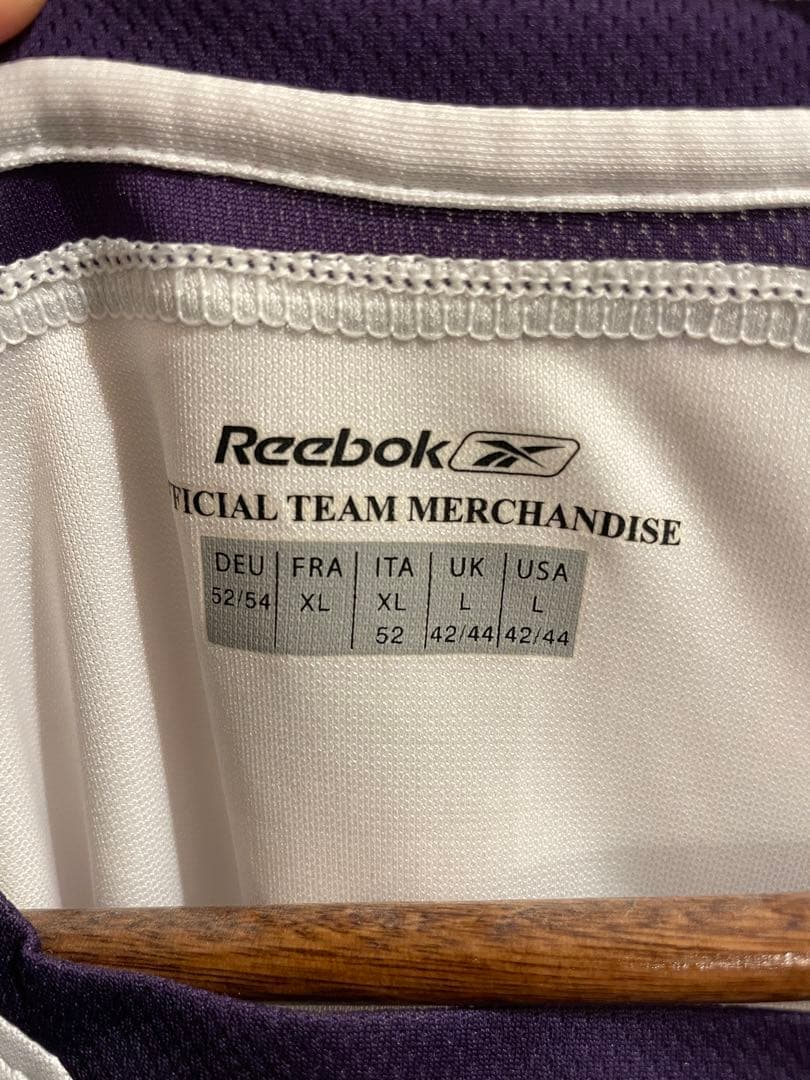 Reebok
FICIAL TEAM MERCHANDISE
DEU FRA ITA UK USA
52/54 XL XL L L
52 42/44 42/44